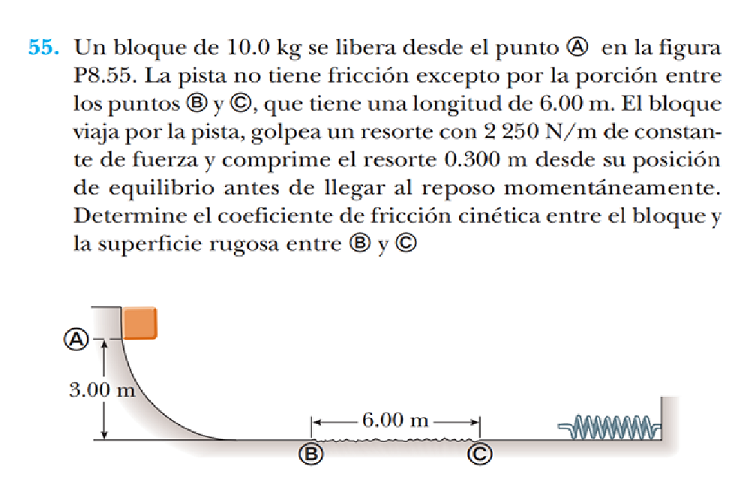 55. Un bloque de 10.0 kg se libera desde el punto Ⓐ en la figura
P8.55. La pista no tiene fricción excepto por la porción entre
los puntos Ⓑ y Ⓒ, que tiene una longitud de 6.00 m. El bloque
viaja por la pista, golpea un resorte con 2 250 N/m de constan-
te de fuerza y comprime el resorte 0.300 m desde su posición
de equilibrio antes de llegar al reposo momentáneamente.
Determine el coeficiente de fricción cinética entre el bloque y
la superficie rugosa entre Ⓑ y Ⓒ
Ⓐ
3.00 m
6.00 m
Ⓑ Ⓒ